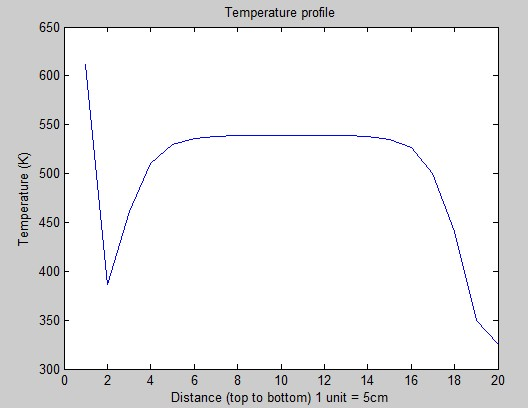 Temperature profile
650
600
550
500
450
400
350
300
Temperature (K)
0 2 4 6 8 10 12 14 16 18 20
Distance (top to bottom) 1 unit = 5cm